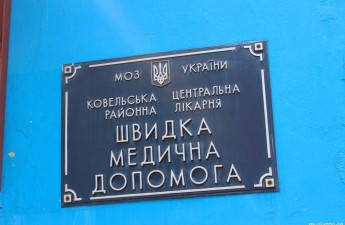 МОЗ УКРАЇНИ
КОВЕЛЬСЬКА ЦЕНТРАЛЬНА
РАЙОННА ЛІКАРНЯ
ШВИДКА
МЕДИЧНА
ДОПОМОГА